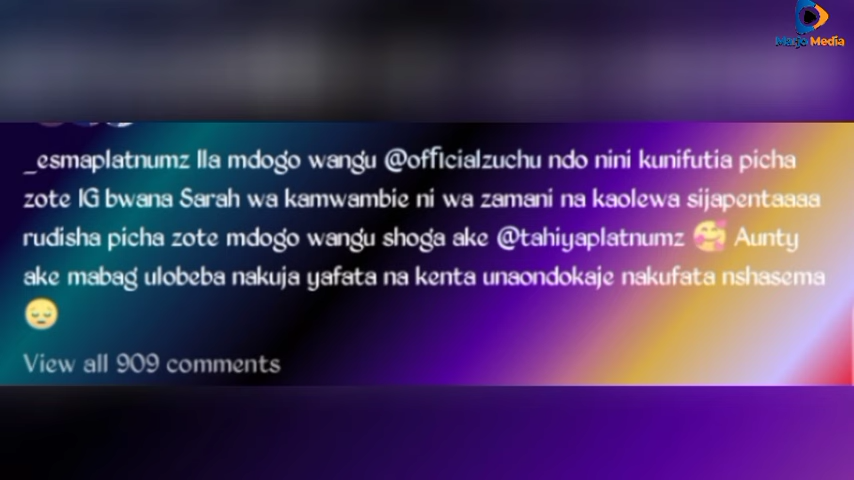 Marjo Media
_esmaplatnumz Ila mdogo wangu @officialzuchu ndo nini kunifutia picha
zote IG bwana Sarah wa kamwambie ni wa zamani na kaolewa sijapentaaaa
rudisha picha zote mdogo wangu shoga ake @tahiyaplatnumz 🥰 Aunty
ake mabag ulobeba nakuja yafata na kenta unaondokaje nakufata nshasema
😔
View all 909 comments